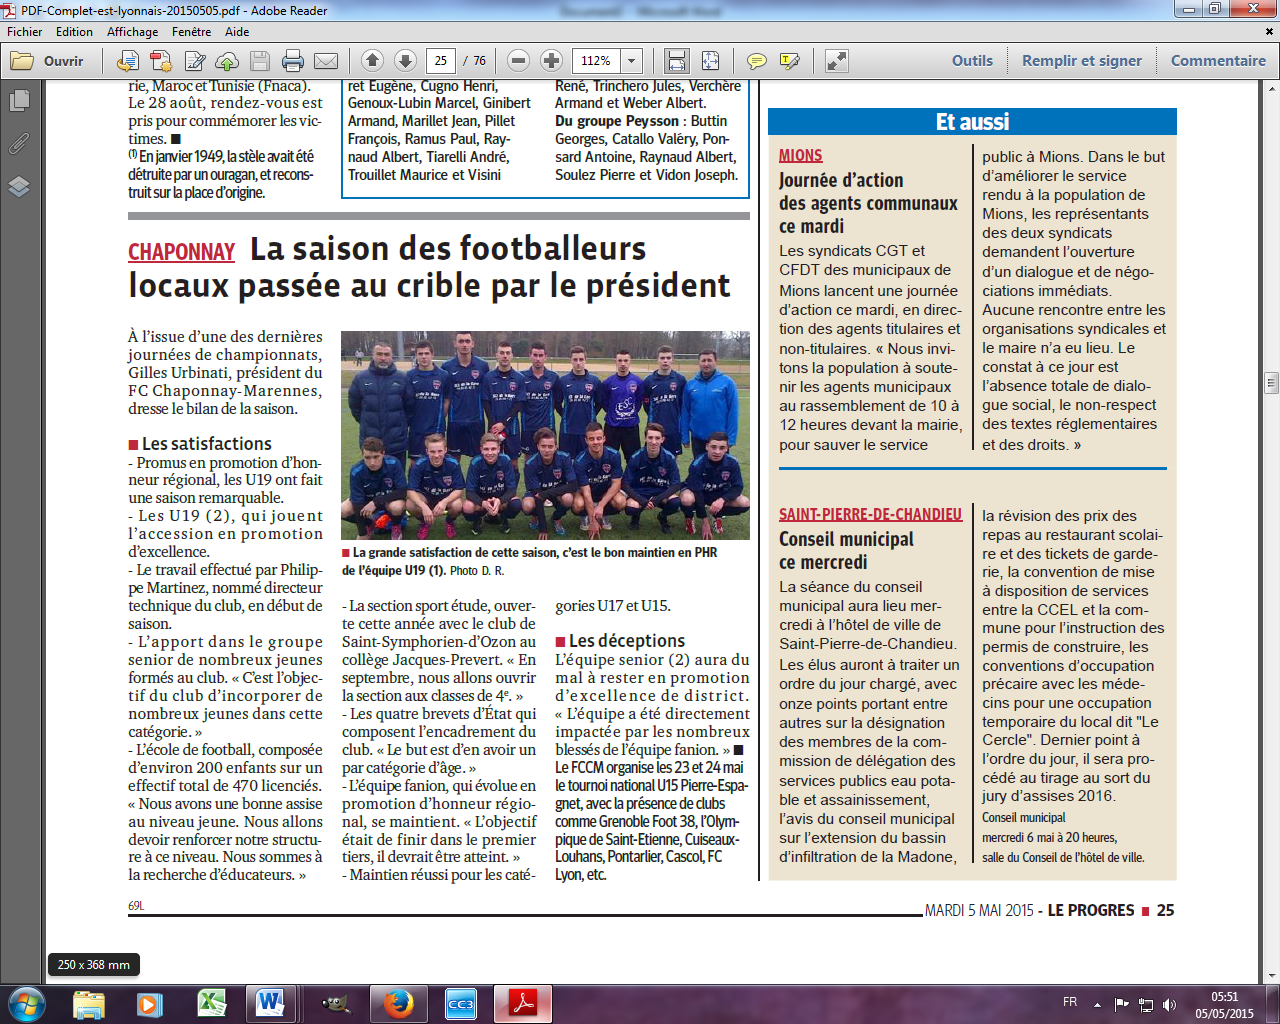 PDF-Complet-est-lyonnais-20150505.pdf - Adobe Reader
Fichier Edition Affichage Fenêtre Aide
Ouvrir
25 / 76
112%
Outils Remplir et signer Commentaire
rie, Maroc et Tunisie (Fnaca).
Le 28 août, rendez-vous est
pris pour commémorer les vic-
times. ■
(1) En janvier 1949, la stèle avait été
détruite par un ouragan, et recons-
truit sur la place d'origine.
ret Eugène, Cugno Henri,
Genoux-Lubin Marcel, Ginibert
Armand, Marillet Jean, Pillet
François, Ramus Paul, Ray-
naud Albert, Tiarelli André,
Trouillet Maurice et Visini
René, Trinchero Jules, Verchère
Armand et Weber Albert.
Du groupe Peysson : Buttin
Georges, Catallo Valéry, Pon-
sard Antoine, Raynaud Albert,
Soulez Pierre et Vidon Joseph.
CHAPONNAY La saison des footballeurs
locaux passée au crible par le président
À l'issue d'une des dernières
journées de championnats,
Gilles Urbinati, président du
FC Chaponnay-Marennes,
dresse le bilan de la saison.
■ Les satisfactions
- Promus en promotion d'hon-
neur régional, les U19 ont fait
une saison remarquable.
- Les U19 (2), qui jouent
l'accession en promotion
d'excellence.
- Le travail effectué par Philip-
pe Martinez, nommé directeur
technique du club, en début de
saison.
- L'apport dans le groupe
senior de nombreux jeunes
formés au club. « C'est l'objec-
tif du club d'incorporer de
nombreux jeunes dans cette
catégorie. »
- L'école de football, composée
d'environ 200 enfants sur un
effectif total de 470 licenciés.
« Nous avons une bonne assise
au niveau jeune. Nous allons
devoir renforcer notre structu-
re à ce niveau. Nous sommes à
la recherche d'éducateurs. »
■ La grande satisfaction de cette saison, c'est le bon maintien en PHR
de l'équipe U19 (1). Photo D. R.
- La section sport étude, ouver-
te cette année avec le club de
Saint-Symphorien-d'Ozon au
collège Jacques-Prevert. « En
septembre, nous allons ouvrir
la section aux classes de 4e. »
- Les quatre brevets d'État qui
composent l'encadrement du
club. « Le but est d'en avoir un
par catégorie d'âge. »
- L'équipe fanion, qui évolue en
promotion d'honneur régio-
nal, se maintient. « L'objectif
était de finir dans le premier
tiers, il devrait être atteint. »
- Maintien réussi pour les caté-
gories U17 et U15.
■ Les déceptions
L'équipe senior (2) aura du
mal à rester en promotion
d'excellence de district.
« L'équipe a été directement
impactée par les nombreux
blessés de l'équipe fanion. » ■
Le FCCM organise les 23 et 24 mai
le tournoi national U15 Pierre-Espa-
gnet, avec la présence de clubs
comme Grenoble Foot 38, l'Olym-
pique de Saint-Etienne, Cuiseaux-
Louhans, Pontarlier, Cascol, FC
Lyon, etc.
Et aussi
MIONS
Journée d'action
des agents communaux
ce mardi
Les syndicats CGT et
CFDT des municipaux de
Mions lancent une journée
d'action ce mardi, en direc-
tion des agents titulaires et
non-titulaires. « Nous invi-
tons la population à soute-
nir les agents municipaux
au rassemblement de 10 à
12 heures devant la mairie,
pour sauver le service
public à Mions. Dans le but
d'améliorer le service
rendu à la population de
Mions, les représentants
des deux syndicats
demandent l'ouverture
d'un dialogue et de négo-
ciations immédiats.
Aucune rencontre entre les
organisations syndicales et
le maire n'a eu lieu. Le
constat à ce jour est
l'absence totale de dialo-
gue social, le non-respect
des textes réglementaires
et des droits. »
SAINT-PIERRE-DE-CHANDIEU
Conseil municipal
ce mercredi
La séance du conseil
municipal aura lieu mer-
credi à l'hôtel de ville de
Saint-Pierre-de-Chandieu.
Les élus auront à traiter un
ordre du jour chargé, avec
onze points portant entre
autres sur la désignation
des membres de la com-
mission de délégation des
services publics eau pota-
ble et assainissement,
l'avis du conseil municipal
sur l'extension du bassin
d'infiltration de la Madone,
la révision des prix des
repas au restaurant scolai-
re et des tickets de garde-
rie, la convention de mise
à disposition de services
entre la CCEL et la com-
mune pour l'instruction des
permis de construire, les
conventions d'occupation
précaire avec les méde-
cins pour une occupation
temporaire du local dit "Le
Cercle". Dernier point à
l'ordre du jour, il sera pro-
cédé au tirage au sort du
jury d'assises 2016.
Conseil municipal
mercredi 6 mai à 20 heures,
salle du Conseil de l'hôtel de ville.
69L
MARDI 5 MAI 2015 - LE PROGRES ■ 25
250 x 368 mm
CC3
FR
05:51
05/05/2015